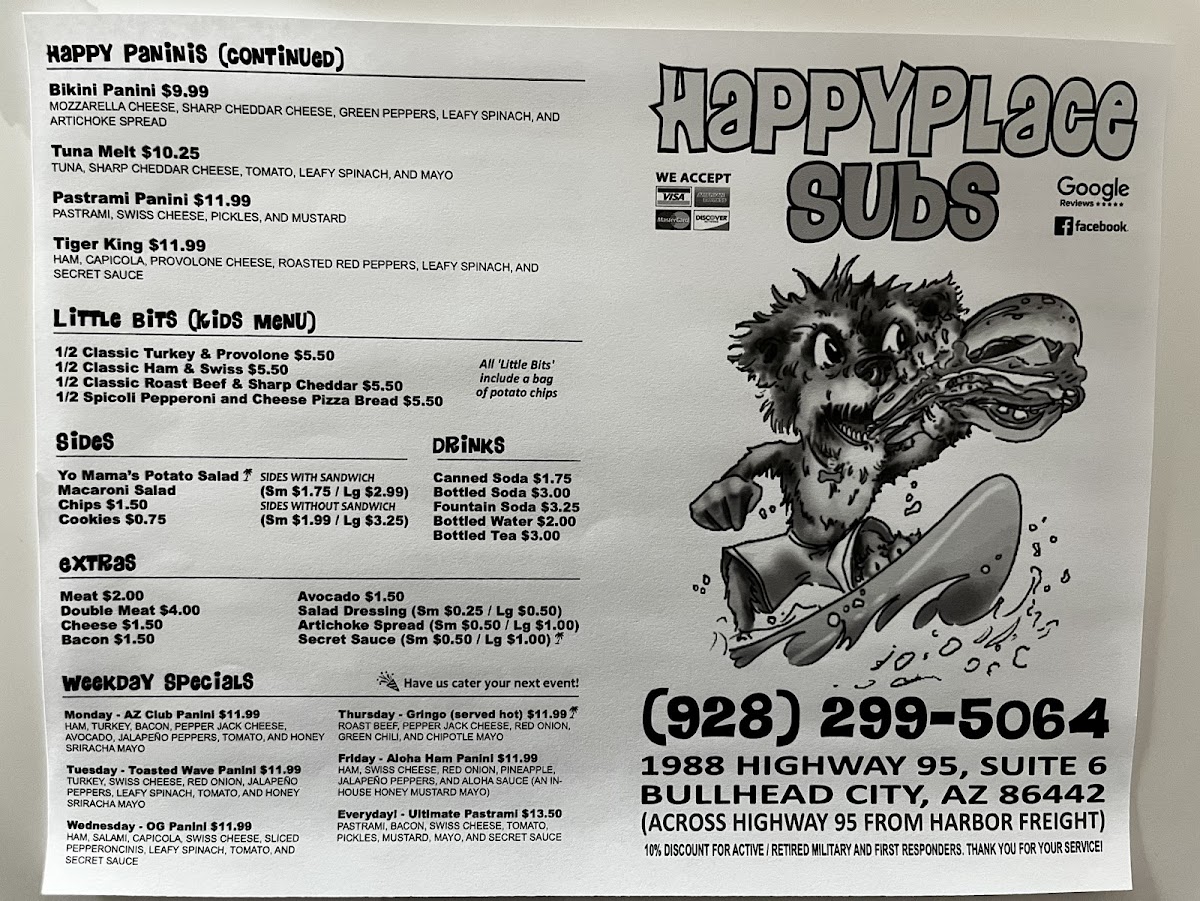 HAPPY PANINIS (CONTINUED)
Bikini Panini $9.99
MOZZARELLA CHEESE, SHARP CHEDDAR CHEESE, GREEN PEPPERS, LEAFY SPINACH, AND
ARTICHOKE SPREAD
Tuna Melt $10.25
TUNA, SHARP CHEDDAR CHEESE, TOMATO, LEAFY SPINACH, AND MAYO
Pastrami Panini $11.99
PASTRAMI, SWISS CHEESE, PICKLES, AND MUSTARD
Tiger King $11.99
HAM, CAPICOLA, PROVOLONE CHEESE, ROASTED RED PEPPERS, LEAFY SPINACH, AND
SECRET SAUCE
LITTLE BITS (KIDS MENU)
1/2 Classic Turkey & Provolone $5.50
1/2 Classic Ham & Swiss $5.50
1/2 Classic Roast Beef & Sharp Cheddar $5.50
1/2 Spicoli Pepperoni and Cheese Pizza Bread $5.50
All 'Little Bits'
include a bag
of potato chips
SIDES
Yo Mama's Potato Salad
Macaroni Salad
Chips $1.50
Cookies $0.75
SIDES WITH SANDWICH
(Sm $1.75 / Lg $2.99)
SIDES WITHOUT SANDWICH
(Sm $1.99 / Lg $3.25)
DRINKS
Canned Soda $1.75
Bottled Soda $3.00
Fountain Soda $3.25
Bottled Water $2.00
Bottled Tea $3.00
EXTRAS
Meat $2.00
Double Meat $4.00
Cheese $1.50
Bacon $1.50
Avocado $1.50
Salad Dressing (Sm $0.25 / Lg $0.50)
Artichoke Spread (Sm $0.50 / Lg $1.00)
Secret Sauce (Sm $0.50 / Lg $1.00)
WEEKDAY SPECIALS
Have us cater your next event!
Monday - AZ Club Panini $11.99
HAM, TURKEY, BACON, PEPPER JACK CHEESE,
AVOCADO, JALAPEÑO PEPPERS, TOMATO, AND HONEY
SRIRACHA MAYO
Tuesday - Toasted Wave Panini $11.99
TURKEY, SWISS CHEESE, RED ONION, JALAPEÑO
PEPPERS, LEAFY SPINACH, TOMATO, AND HONEY
SRIRACHA MAYO
Wednesday - OG Panini $11.99
HAM, SALAMI, CAPICOLA, SWISS CHEESE, SLICED
PEPPERONCINIS, LEAFY SPINACH, TOMATO, AND
SECRET SAUCE
Thursday - Gringo (served hot) $11.99
ROAST BEEF, PEPPER JACK CHEESE, RED ONION,
GREEN CHILI, AND CHIPOTLE MAYO
Friday - Aloha Ham Panini $11.99
HAM, SWISS CHEESE, RED ONION, PINEAPPLE,
JALAPEÑO PEPPERS, AND ALOHA SAUCE (AN IN-
HOUSE HONEY MUSTARD MAYO)
Everyday! - Ultimate Pastrami $13.50
PASTRAMI, BACON, SWISS CHEESE, TOMATO,
PICKLES, MUSTARD, MAYO, AND SECRET SAUCE
HAPPYPLACE
SUBS
WE ACCEPT
VISA
AMERICAN EXPRESS
MasterCard
DISCOVER
Google
Reviews ★★★★★
facebook.
(928) 299-5064
1988 HIGHWAY 95, SUITE 6
BULLHEAD CITY, AZ 86442
(ACROSS HIGHWAY 95 FROM HARBOR FREIGHT)
10% DISCOUNT FOR ACTIVE / RETIRED MILITARY AND FIRST RESPONDERS. THANK YOU FOR YOUR SERVICE!